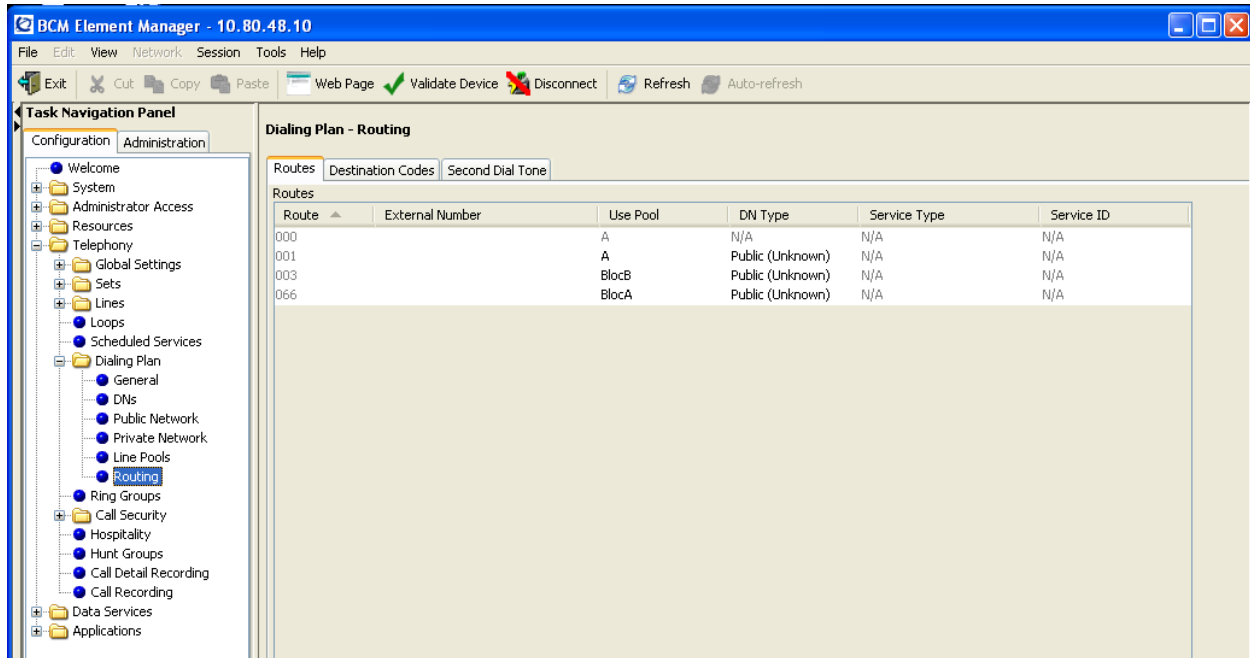 BCM Element Manager - 10.80.48.10
File Edit View Network Session Tools Help
Exit Cut Copy Paste Web Page Validate Device Disconnect Refresh Auto-refresh
Task Navigation Panel
Configuration Administration
Welcome
System
Administrator Access
Resources
Telephony
Global Settings
Sets
Lines
Loops
Scheduled Services
Dialing Plan
General
DNs
Public Network
Private Network
Line Pools
Routing
Ring Groups
Call Security
Hospitality
Hunt Groups
Call Detail Recording
Call Recording
Data Services
Applications
Dialing Plan - Routing
Routes Destination Codes Second Dial Tone
Routes
Route External Number Use Pool DN Type Service Type Service ID
000 A N/A N/A N/A
001 A Public (Unknown) N/A N/A
003 BlocB Public (Unknown) N/A N/A
066 BlocA Public (Unknown) N/A N/A